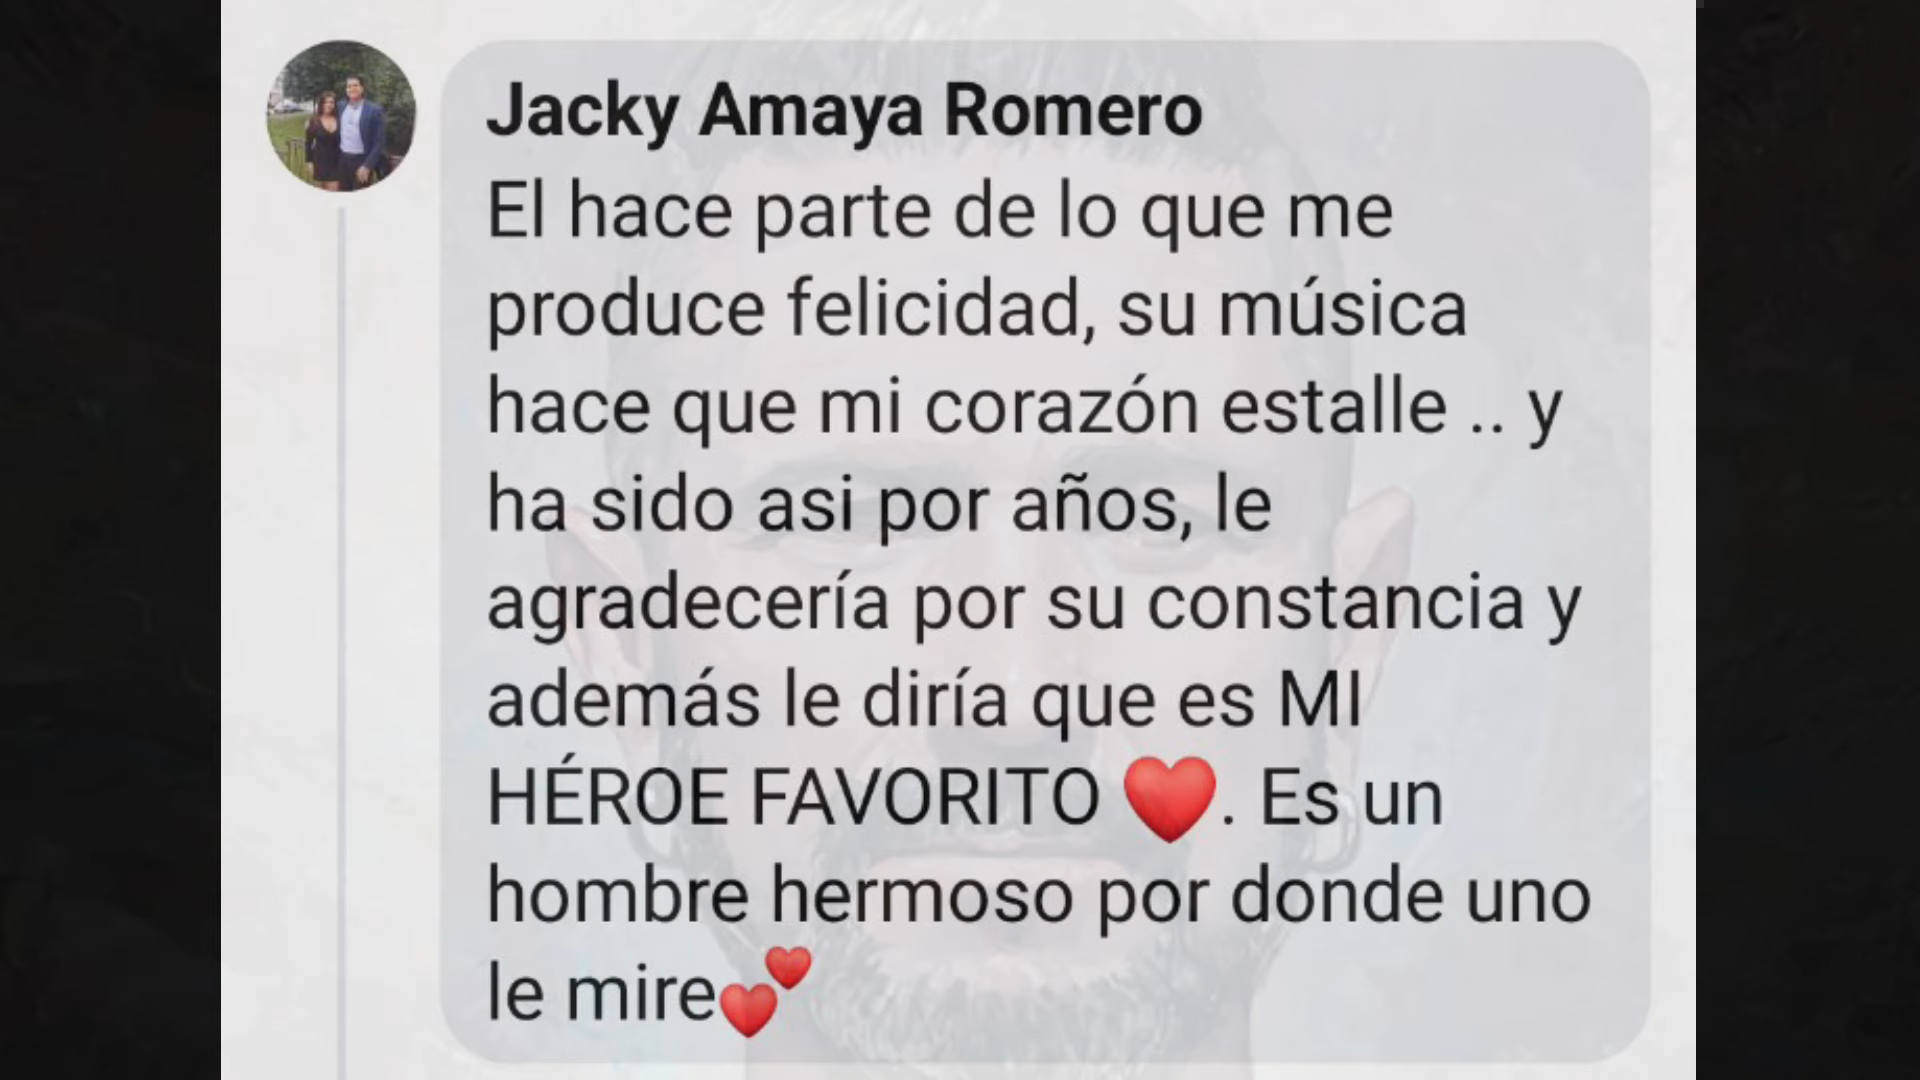 Jacky Amaya Romero
El hace parte de lo que me
produce felicidad, su música
hace que mi corazón estalle .. y
ha sido asi por años, le
agradecería por su constancia y
además le diría que es MI
HÉROE FAVORITO ❤️. Es un
hombre hermoso por donde uno
le mire💕